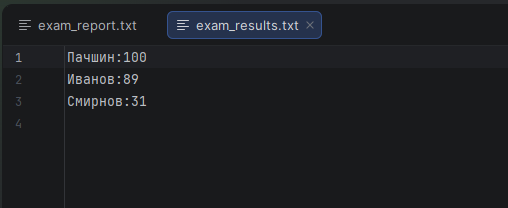 exam_report.txt exam_results.txt
1 Пачшин:100
2 Иванов:89
3 Смирнов:31
4